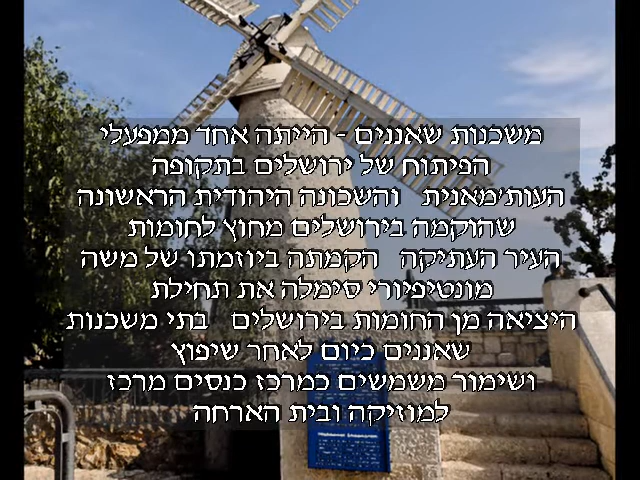 משכנות שאננים - הייתה אחד ממפעלי
הפיתוח של ירושלים בתקופה
העות'מאנית והשכונה היהודית הראשונה
שהוקמה בירושלים מחוץ לחומות
העיר העתיקה הקמתה ביוזמתו של משה
מונטיפיורי סימלה את תחילת
היציאה מן החומות בירושלים בתי משכנות
שאננים כיום לאחר שיפוץ
ושימור משמשים כמרכז כנסים מרכז
למוזיקה ובית הארחה